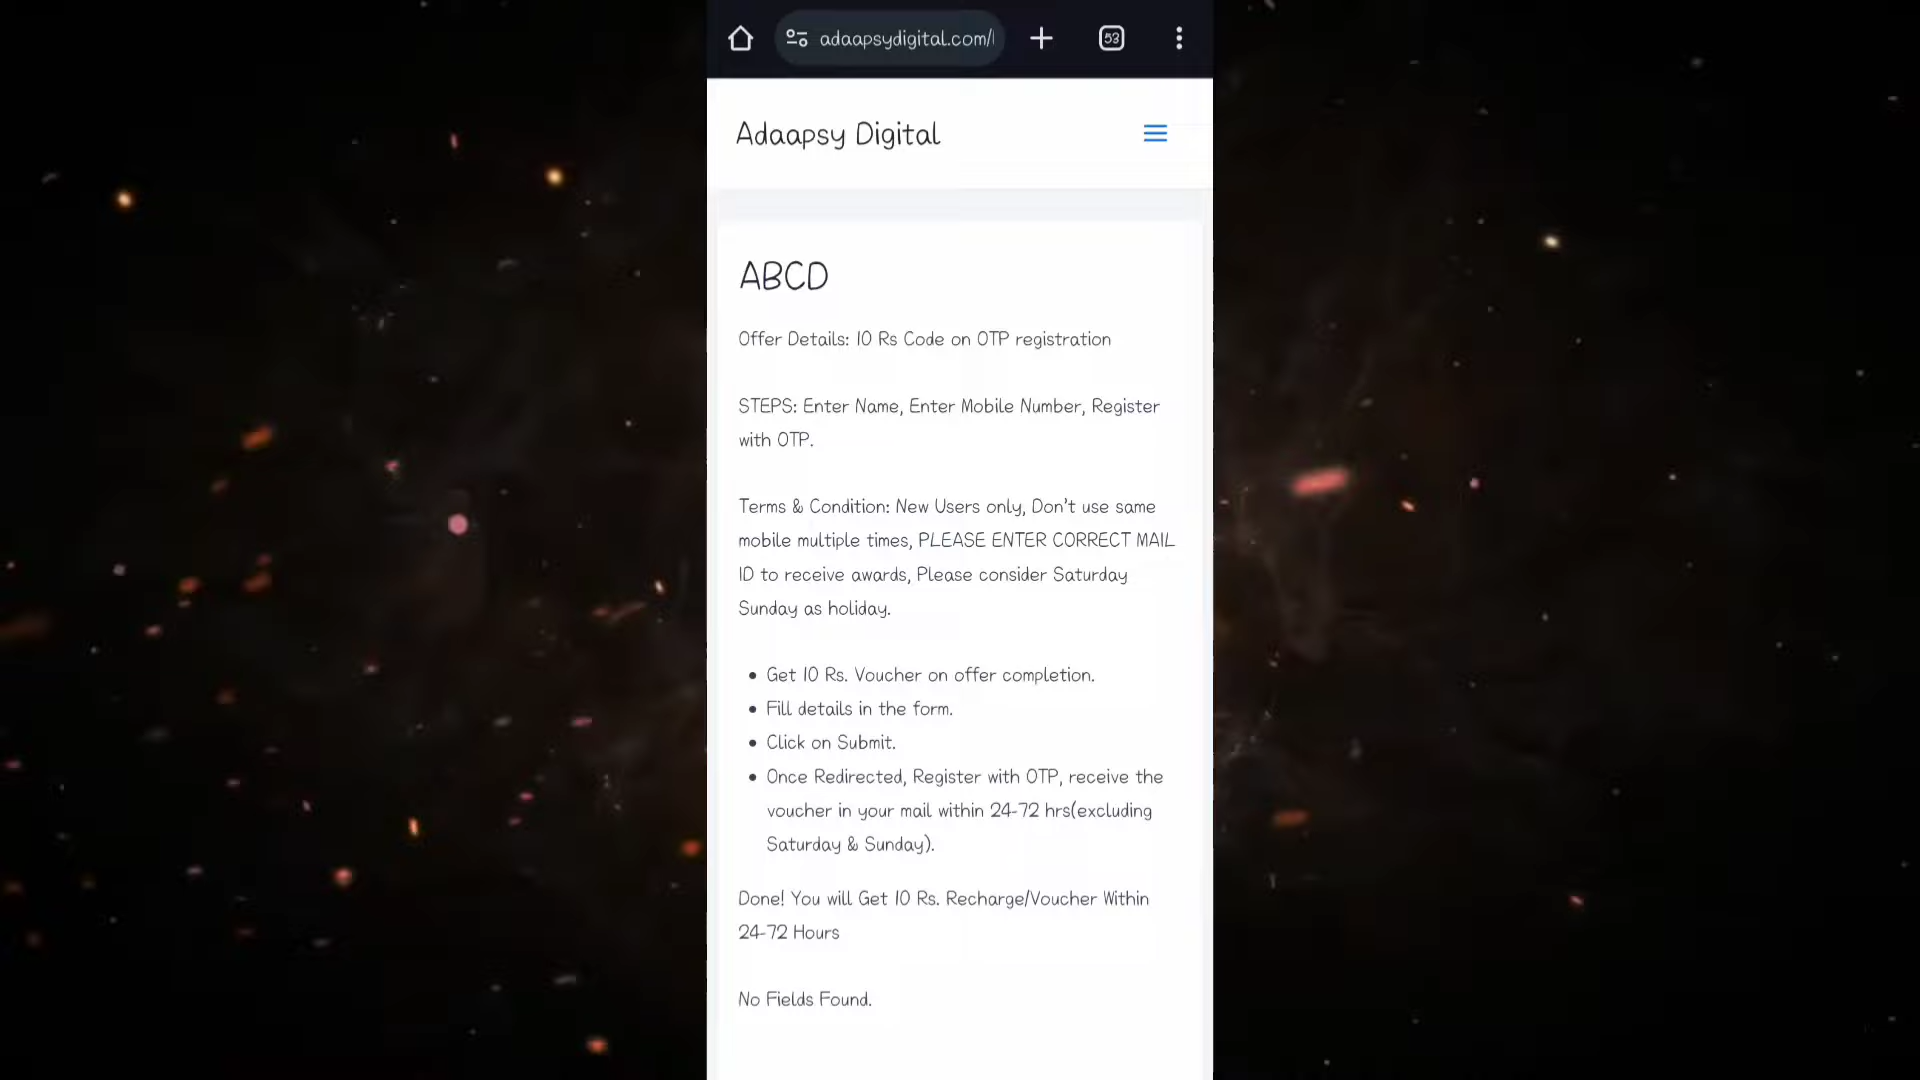 adaapsydigital.com/
53
Adaapsy Digital
ABCD
Offer Details: 10 Rs Code on OTP registration
STEPS: Enter Name, Enter Mobile Number, Register
with OTP.
Terms & Condition: New Users only, Don't use same
mobile multiple times, PLEASE ENTER CORRECT MAIL
ID to receive awards, Please consider Saturday
Sunday as holiday.
• Get 10 Rs. Voucher on offer completion.
• Fill details in the form.
• Click on Submit.
• Once Redirected, Register with OTP, receive the
voucher in your mail within 24-72 hrs(excluding
Saturday & Sunday).
Done! You will Get 10 Rs. Recharge/Voucher Within
24-72 Hours
No Fields Found.